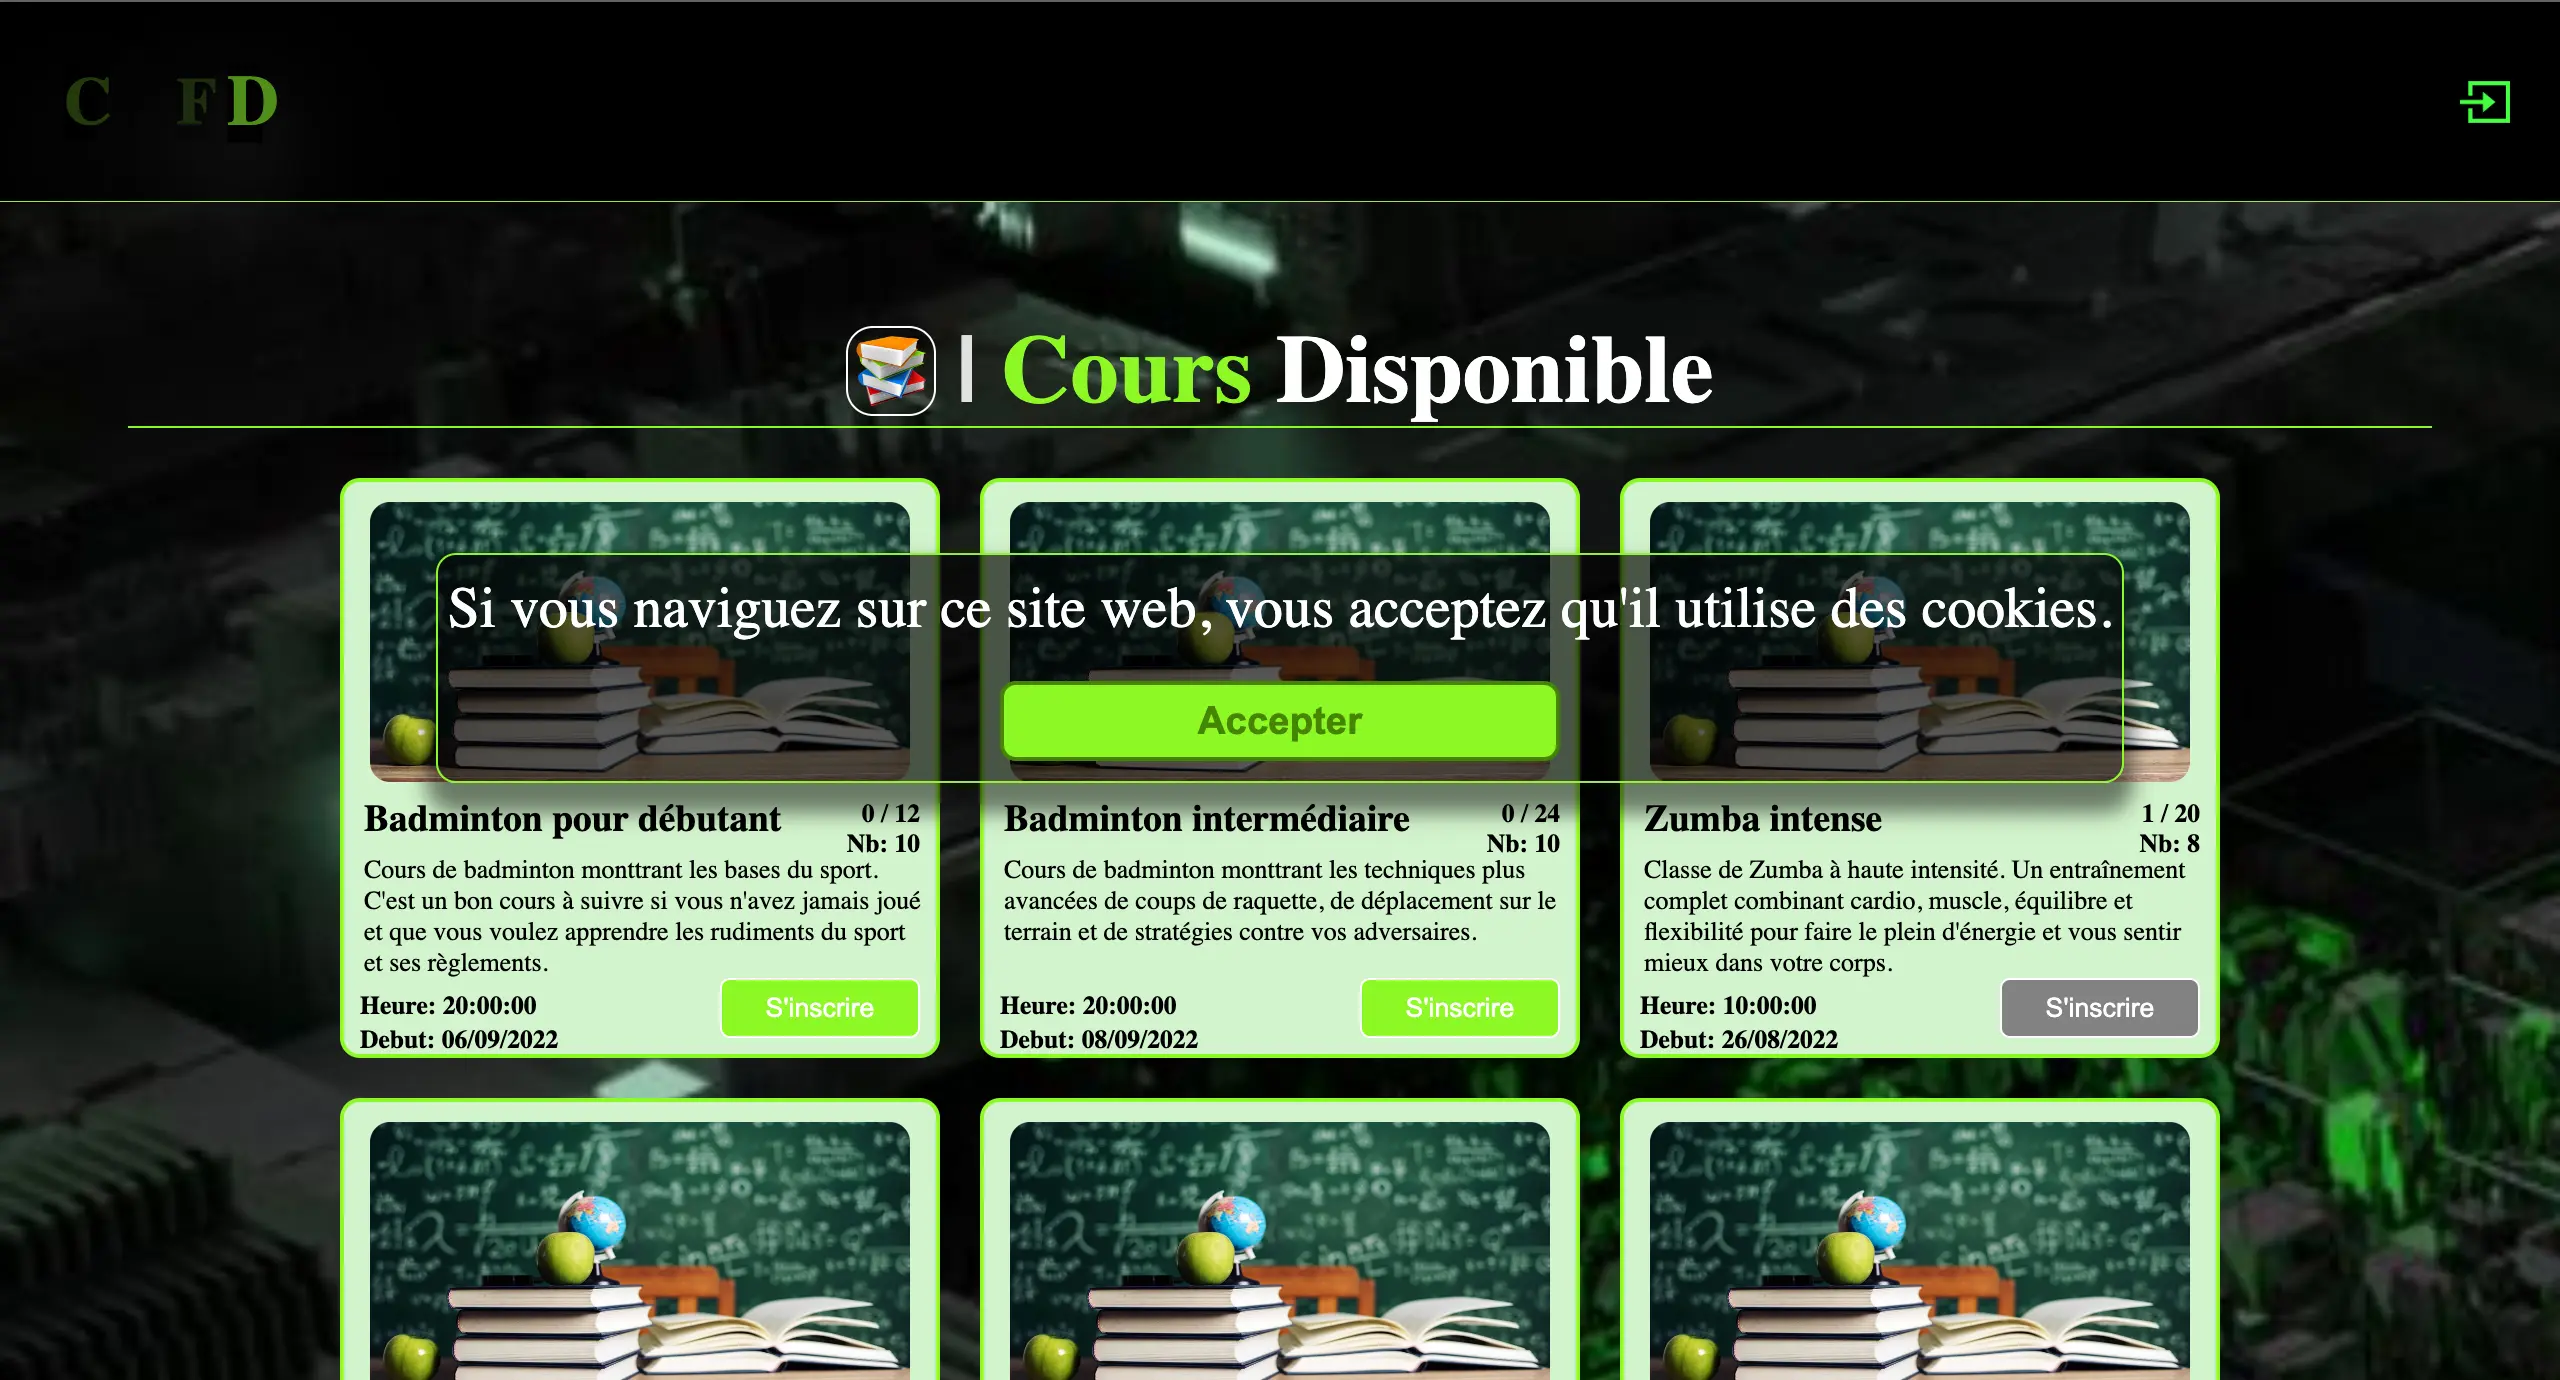 C F D
| Cours Disponible
Si vous naviguez sur ce site web, vous acceptez qu'il utilise des cookies.
Accepter
Badminton pour débutant
0 / 12
Nb: 10
Cours de badminton monttrant les bases du sport.
C'est un bon cours à suivre si vous n'avez jamais joué
et que vous voulez apprendre les rudiments du sport
et ses règlements.
Heure: 20:00:00
Debut: 06/09/2022
S'inscrire
Badminton intermédiaire
0 / 24
Nb: 10
Cours de badminton monttrant les techniques plus
avancées de coups de raquette, de déplacement sur le
terrain et de stratégies contre vos adversaires.
Heure: 20:00:00
Debut: 08/09/2022
S'inscrire
Zumba intense
1 / 20
Nb: 8
Classe de Zumba à haute intensité. Un entraînement
complet combinant cardio, muscle, équilibre et
flexibilité pour faire le plein d'énergie et vous sentir
mieux dans votre corps.
Heure: 10:00:00
Debut: 26/08/2022
S'inscrire